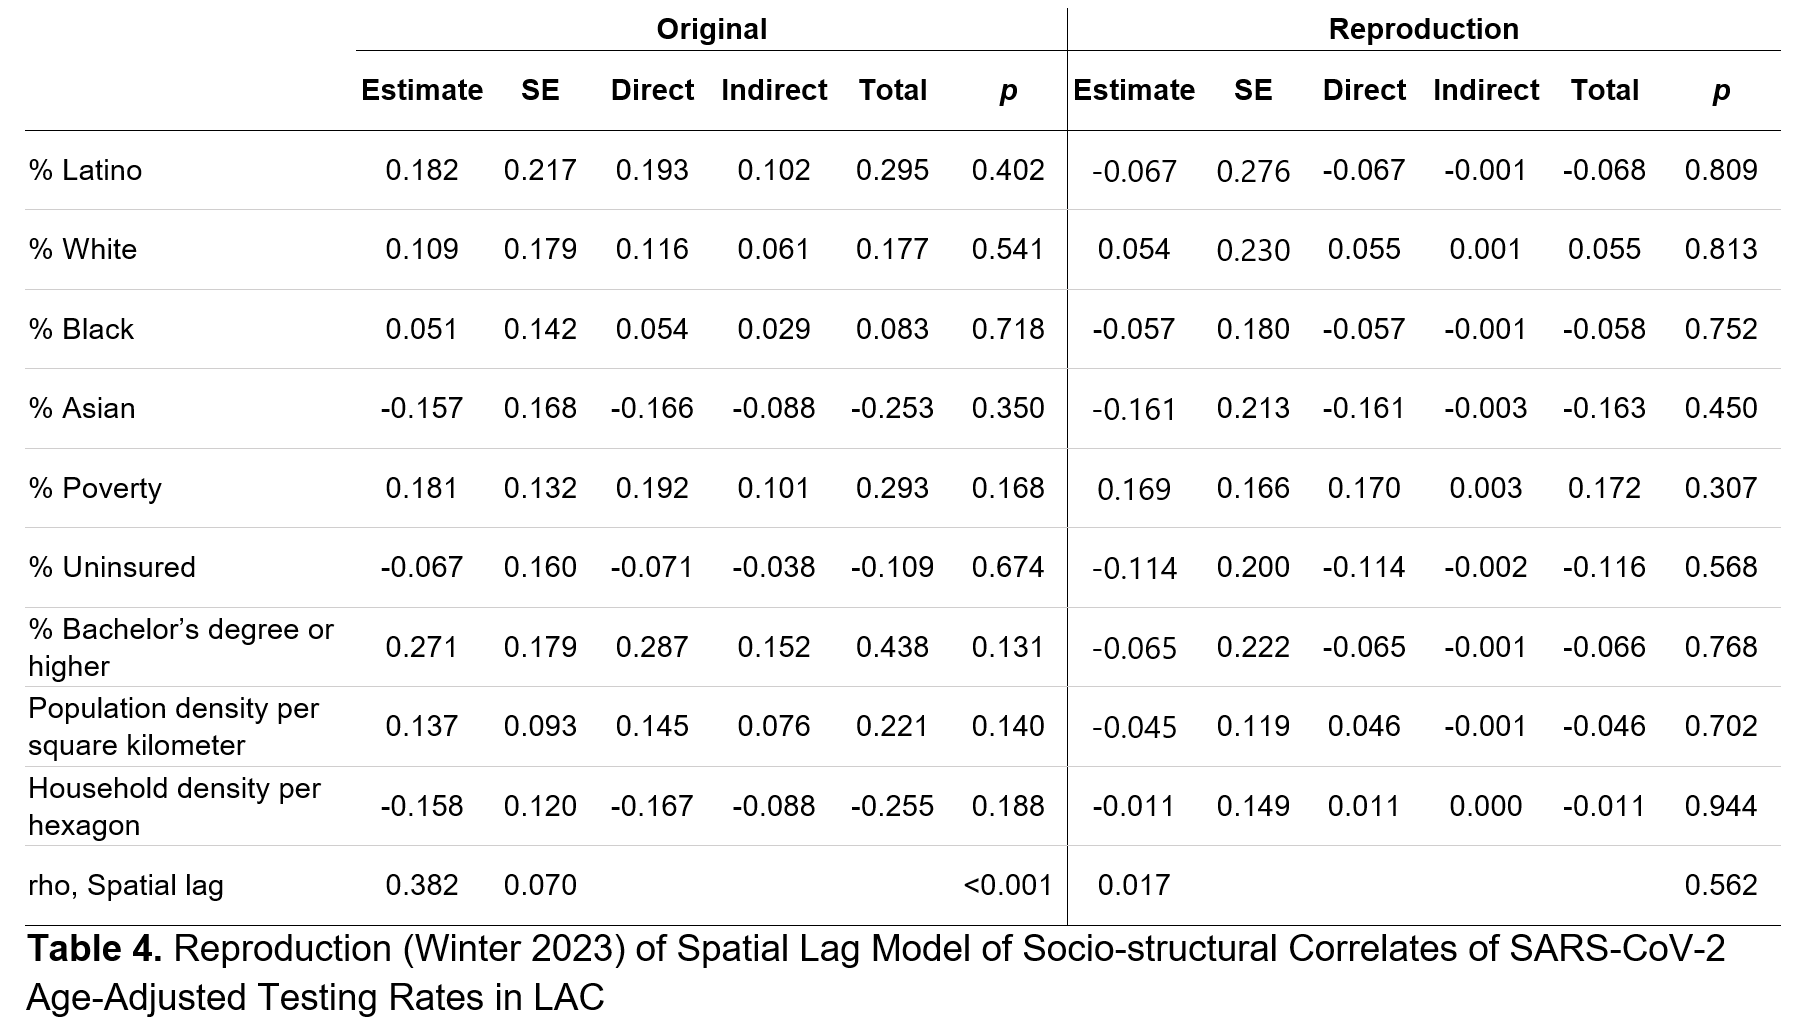 Original Reproduction
Estimate SE Direct Indirect Total p Estimate SE Direct Indirect Total p
% Latino 0.182 0.217 0.193 0.102 0.295 0.402 -0.067 0.276 -0.067 -0.001 -0.068 0.809
% White 0.109 0.179 0.116 0.061 0.177 0.541 0.054 0.230 0.055 0.001 0.055 0.813
% Black 0.051 0.142 0.054 0.029 0.083 0.718 -0.057 0.180 -0.057 -0.001 -0.058 0.752
% Asian -0.157 0.168 -0.166 -0.088 -0.253 0.350 -0.161 0.213 -0.161 -0.003 -0.163 0.450
% Poverty 0.181 0.132 0.192 0.101 0.293 0.168 0.169 0.166 0.170 0.003 0.172 0.307
% Uninsured -0.067 0.160 -0.071 -0.038 -0.109 0.674 -0.114 0.200 -0.114 -0.002 -0.116 0.568
% Bachelor’s degree or
higher 0.271 0.179 0.287 0.152 0.438 0.131 -0.065 0.222 -0.065 -0.001 -0.066 0.768
Population density per
square kilometer 0.137 0.093 0.145 0.076 0.221 0.140 -0.045 0.119 0.046 -0.001 -0.046 0.702
Household density per
hexagon -0.158 0.120 -0.167 -0.088 -0.255 0.188 -0.011 0.149 0.011 0.000 -0.011 0.944
rho, Spatial lag 0.382 0.070 <0.001 0.017 0.562
Table 4. Reproduction (Winter 2023) of Spatial Lag Model of Socio-structural Correlates of SARS-CoV-2
Age-Adjusted Testing Rates in LAC